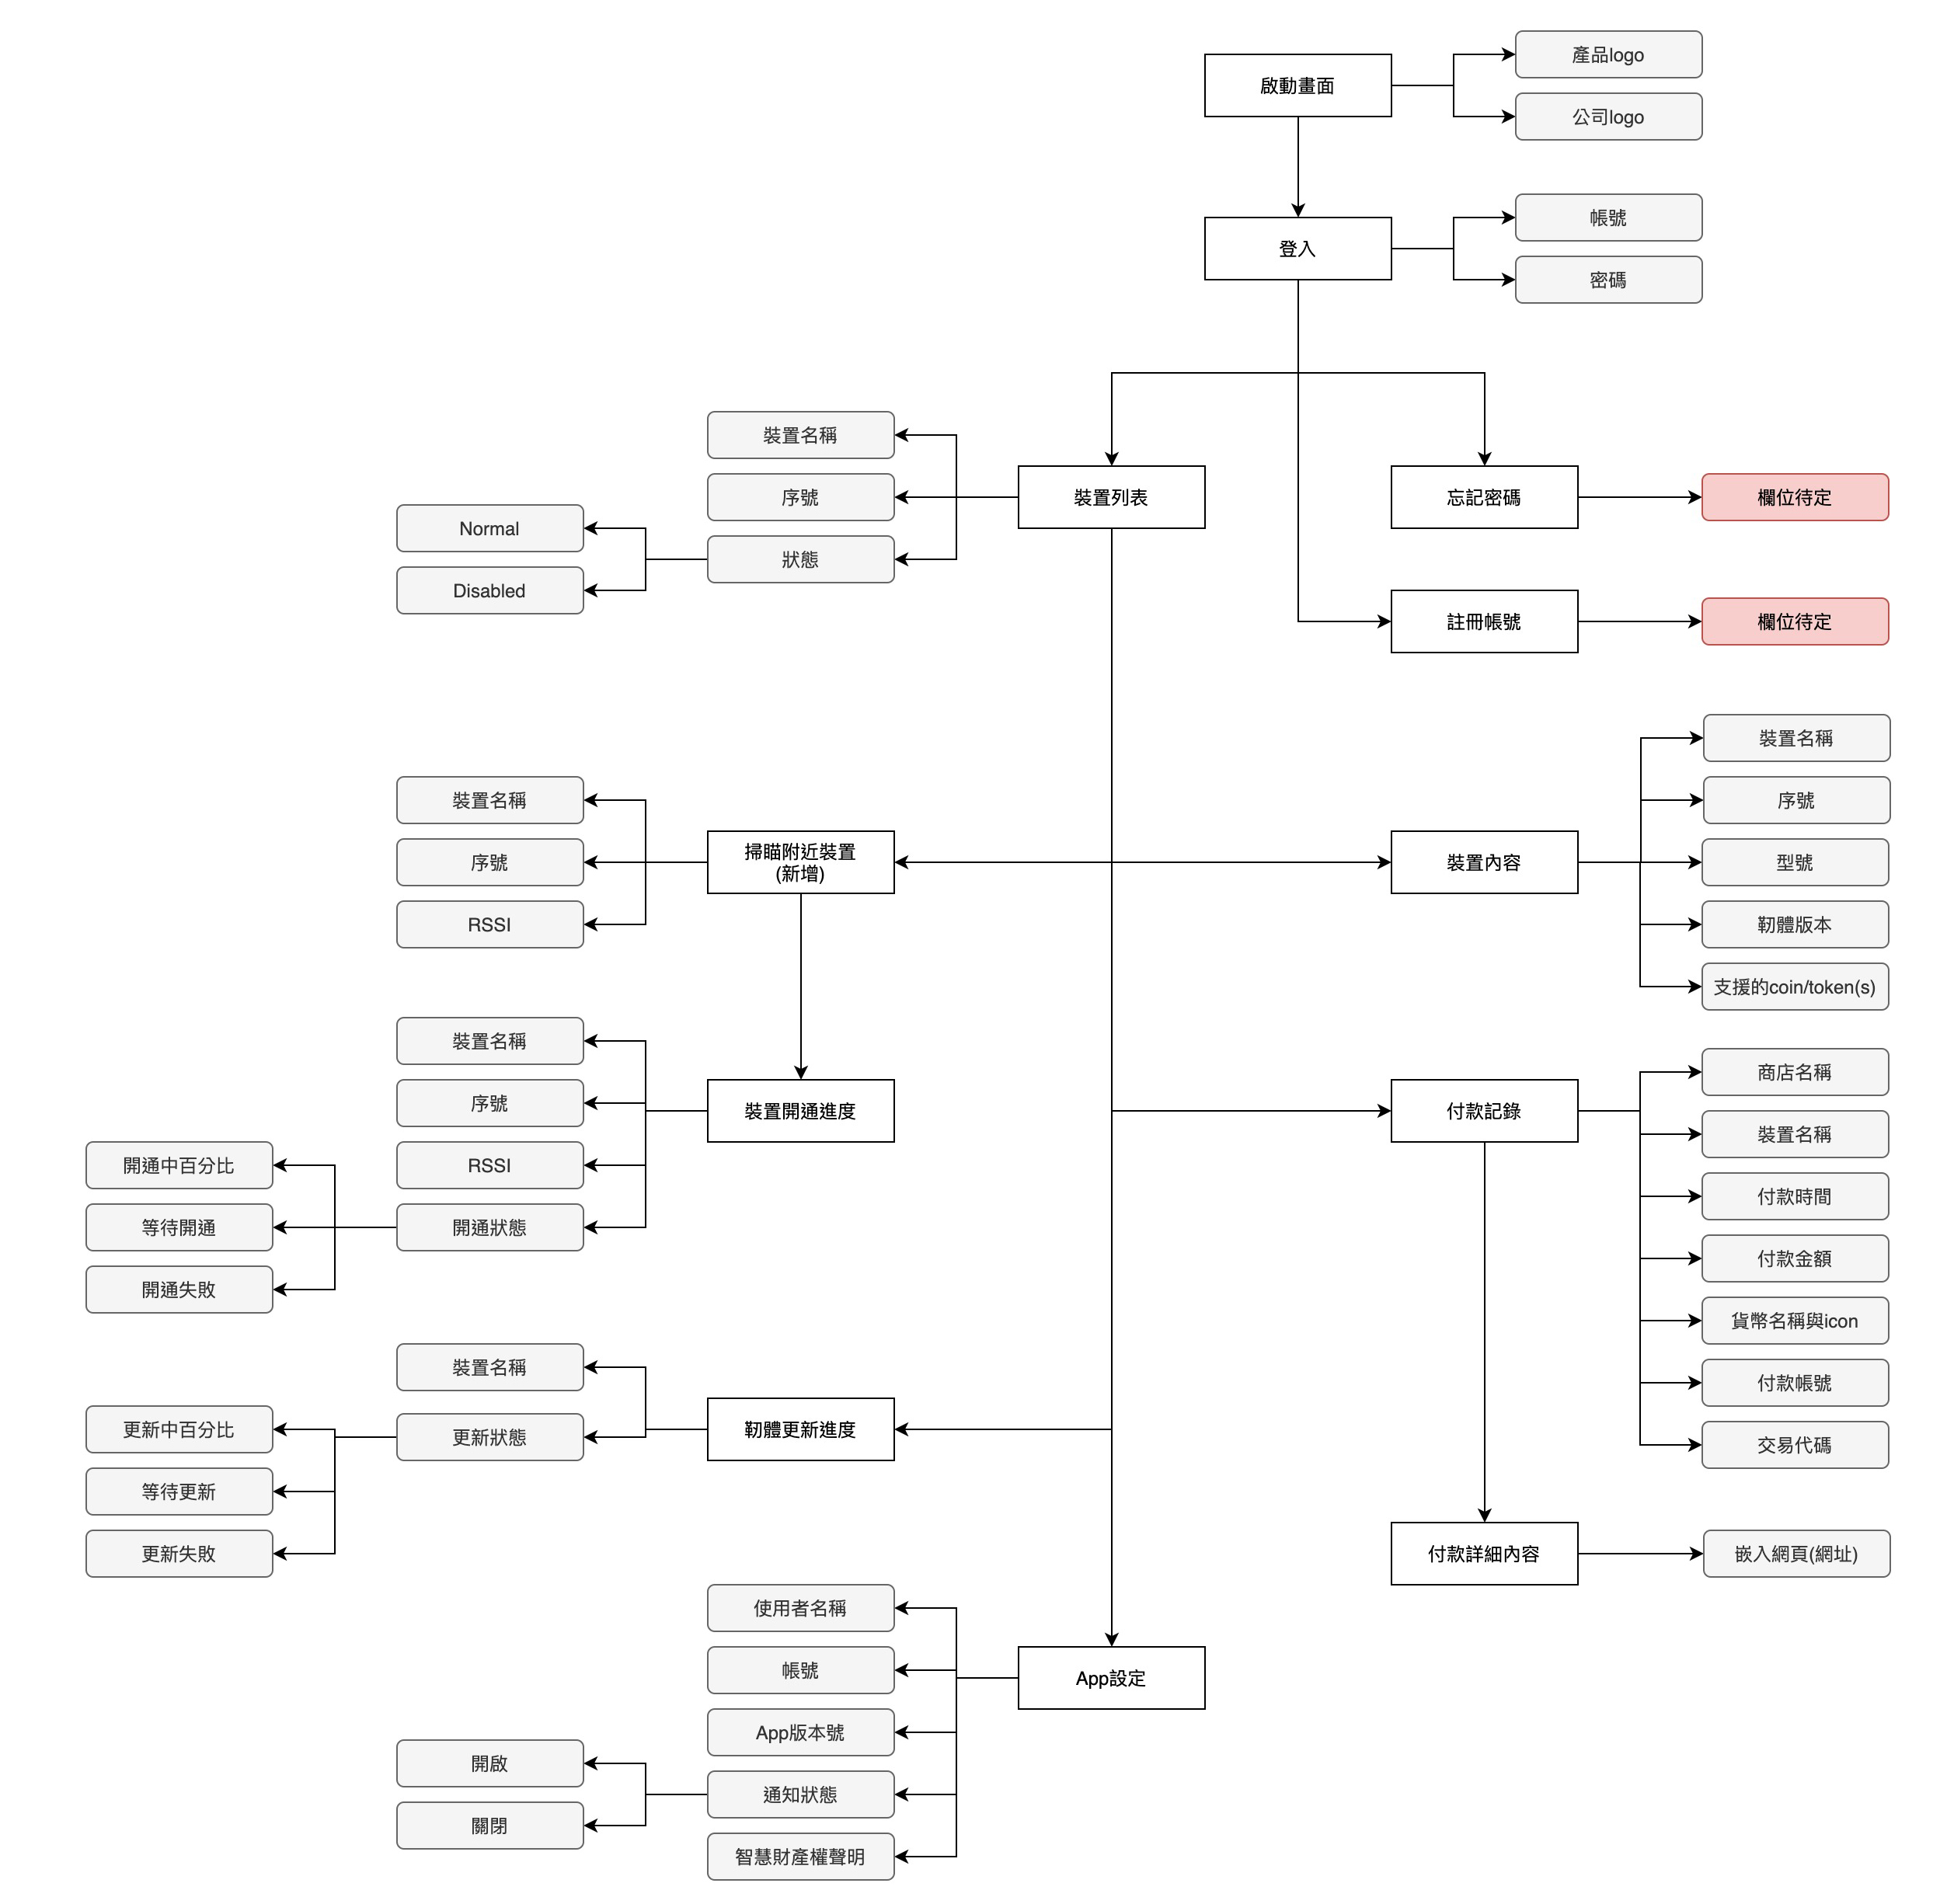 產品logo
啟動畫面
公司logo
帳號
登入
密碼
裝置名稱
序號
裝置列表
忘記密碼
欄位待定
Normal
狀態
Disabled
註冊帳號
欄位待定
裝置名稱
裝置名稱
序號
序號
掃瞄附近裝置
(新增)
裝置內容
型號
RSSI
韌體版本
支援的coin/token(s)
裝置名稱
商店名稱
序號
裝置開通進度
付款記錄
裝置名稱
開通中百分比
RSSI
付款時間
等待開通
開通狀態
付款金額
開通失敗
貨幣名稱與icon
裝置名稱
付款帳號
更新中百分比
更新狀態
韌體更新進度
交易代碼
等待更新
更新失敗
付款詳細內容
嵌入網頁(網址)
使用者名稱
帳號
App設定
App版本號
開啟
通知狀態
關閉
智慧財產權聲明